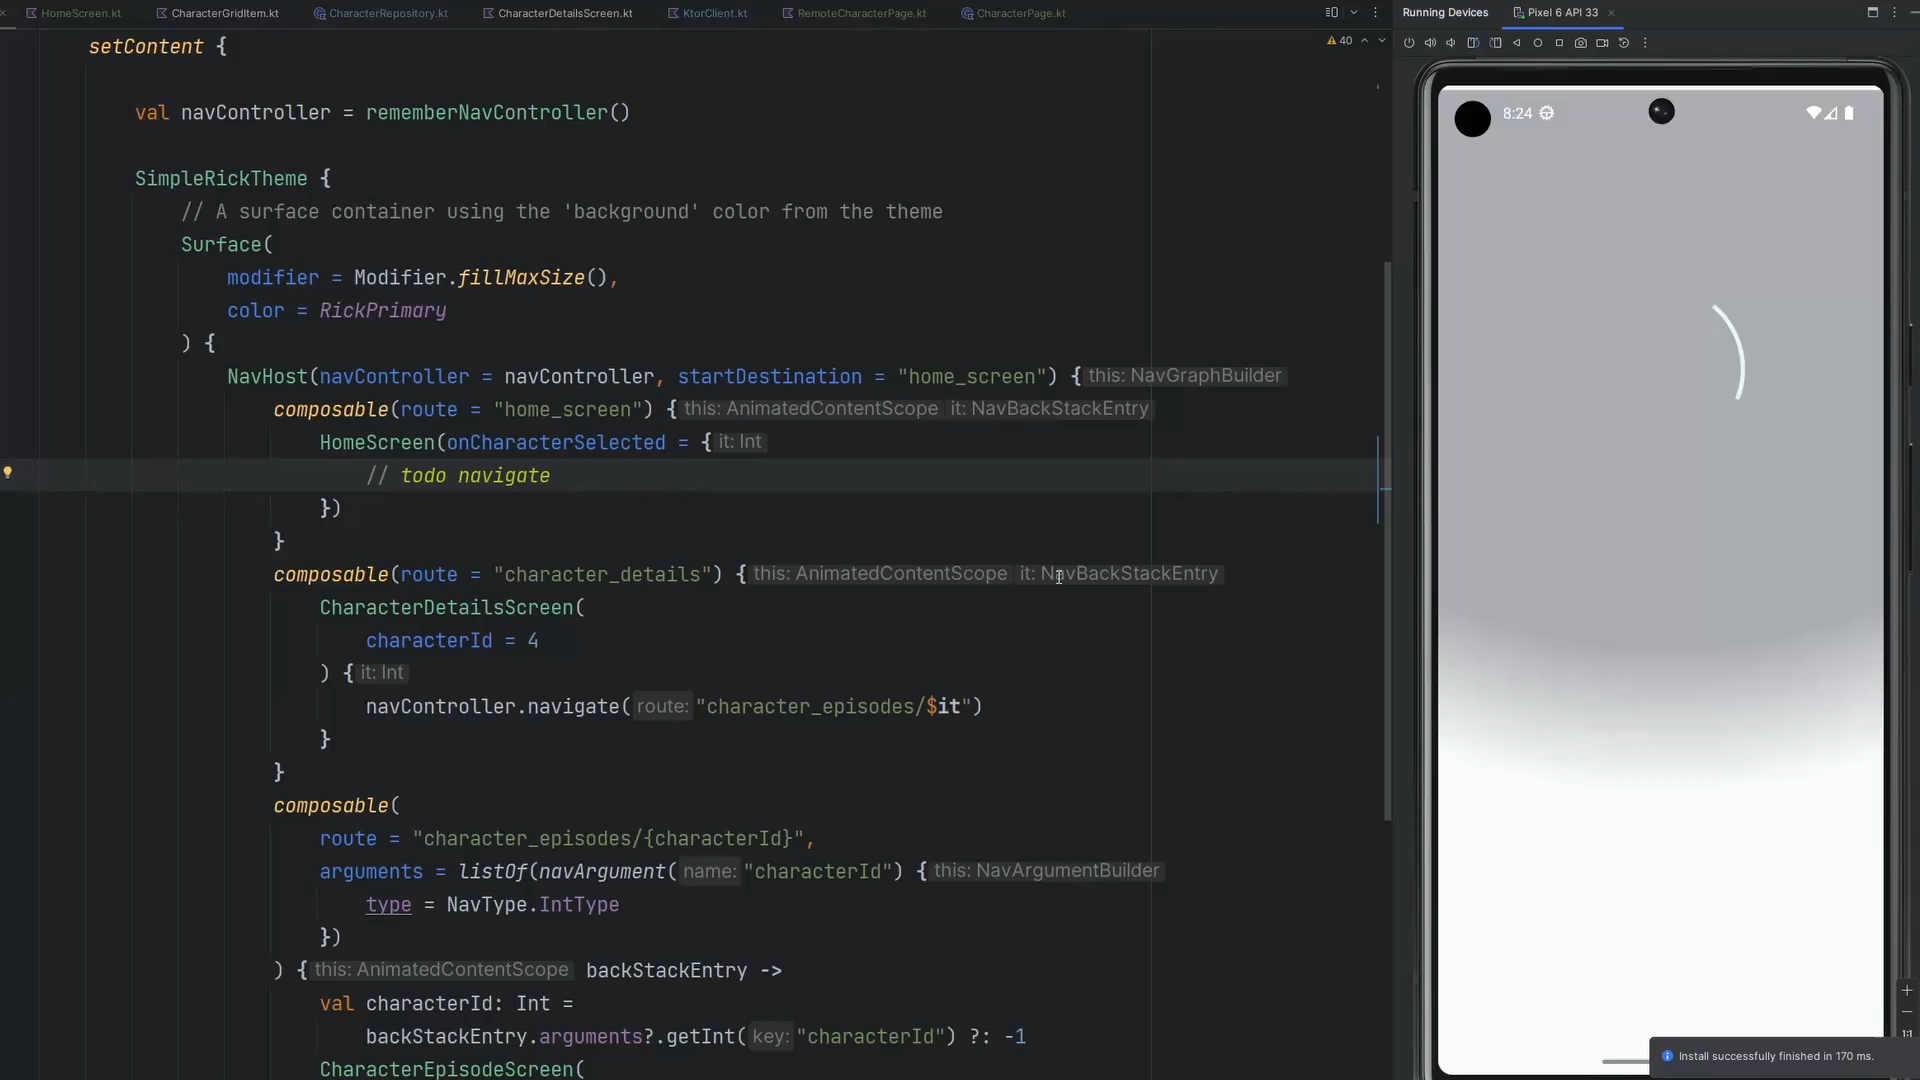 HomeScreen.kt CharacterGridItem.kt CharacterRepository.kt CharacterDetailsScreen.kt KtorClient.kt RemoteCharacterPage.kt CharacterPage.kt
Running Devices Pixel 6 API 33
40
setContent {
val navController = rememberNavController()
SimpleRickTheme {
// A surface container using the 'background' color from the theme
Surface(
modifier = Modifier.fillMaxSize(),
color = RickPrimary
) {
NavHost(navController = navController, startDestination = "home_screen") { this: NavGraphBuilder
composable(route = "home_screen") { this: AnimatedContentScope it: NavBackStackEntry
HomeScreen(onCharacterSelected = { it: Int
// todo navigate
})
}
composable(route = "character_details") { this: AnimatedContentScope it: NavBackStackEntry
CharacterDetailsScreen(
characterId = 4
) { it: Int
navController.navigate( route: "character_episodes/$it")
}
}
composable(
route = "character_episodes/{characterId}",
arguments = listOf(navArgument( name: "characterId") { this: NavArgumentBuilder
type = NavType.IntType
})
) { this: AnimatedContentScope backStackEntry ->
val characterId: Int =
backStackEntry.arguments?.getInt( key: "characterId") ?: -1
CharacterEpisodeScreen(
8:24
1:1
Install successfully finished in 170 ms.